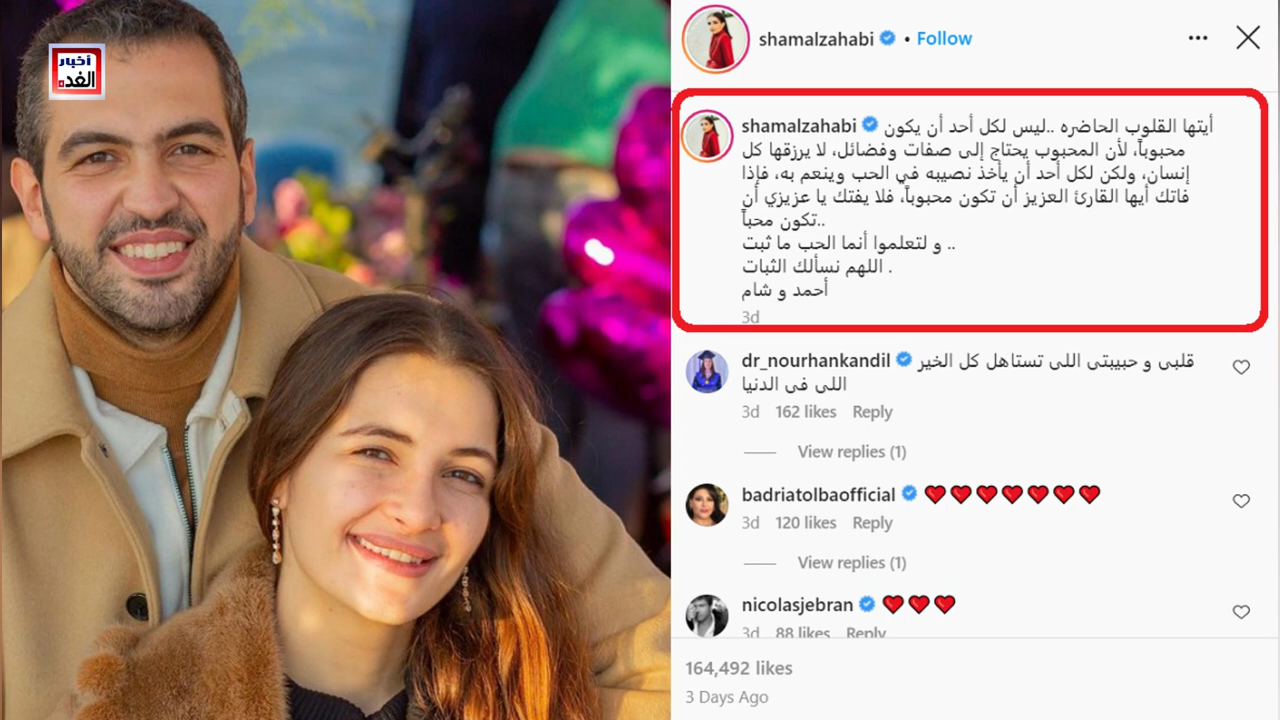 أخبار
الغد
shamalzahabi • Follow
shamalzahabi أيتها القلوب الحاضره ..ليس لكل أحد أن يكون
محبوباً، لأن المحبوب يحتاج إلى صفات وفضائل، لا يرزقها كل
إنسان، ولكن لكل أحد أن يأخذ نصيبه في الحب وينعم به، فإذا
فاتك أيها القارئ العزيز أن تكون محبوباً، فلا يفتك يا عزيزي أن
تكون محباً..
و لتعلموا أنما الحب ما ثبت ..
اللهم نسألك الثبات .
أحمد و شام
3d
dr_nourhankandil قلبى و حبيبتى اللى تستاهل كل الخير
اللى فى الدنيا
3d 162 likes Reply
View replies (1)
badriatolbaofficial ❤❤❤❤❤❤❤
3d 120 likes Reply
View replies (1)
nicolasjebran ❤❤❤
3d 88 likes Reply
164,492 likes
3 Days Ago